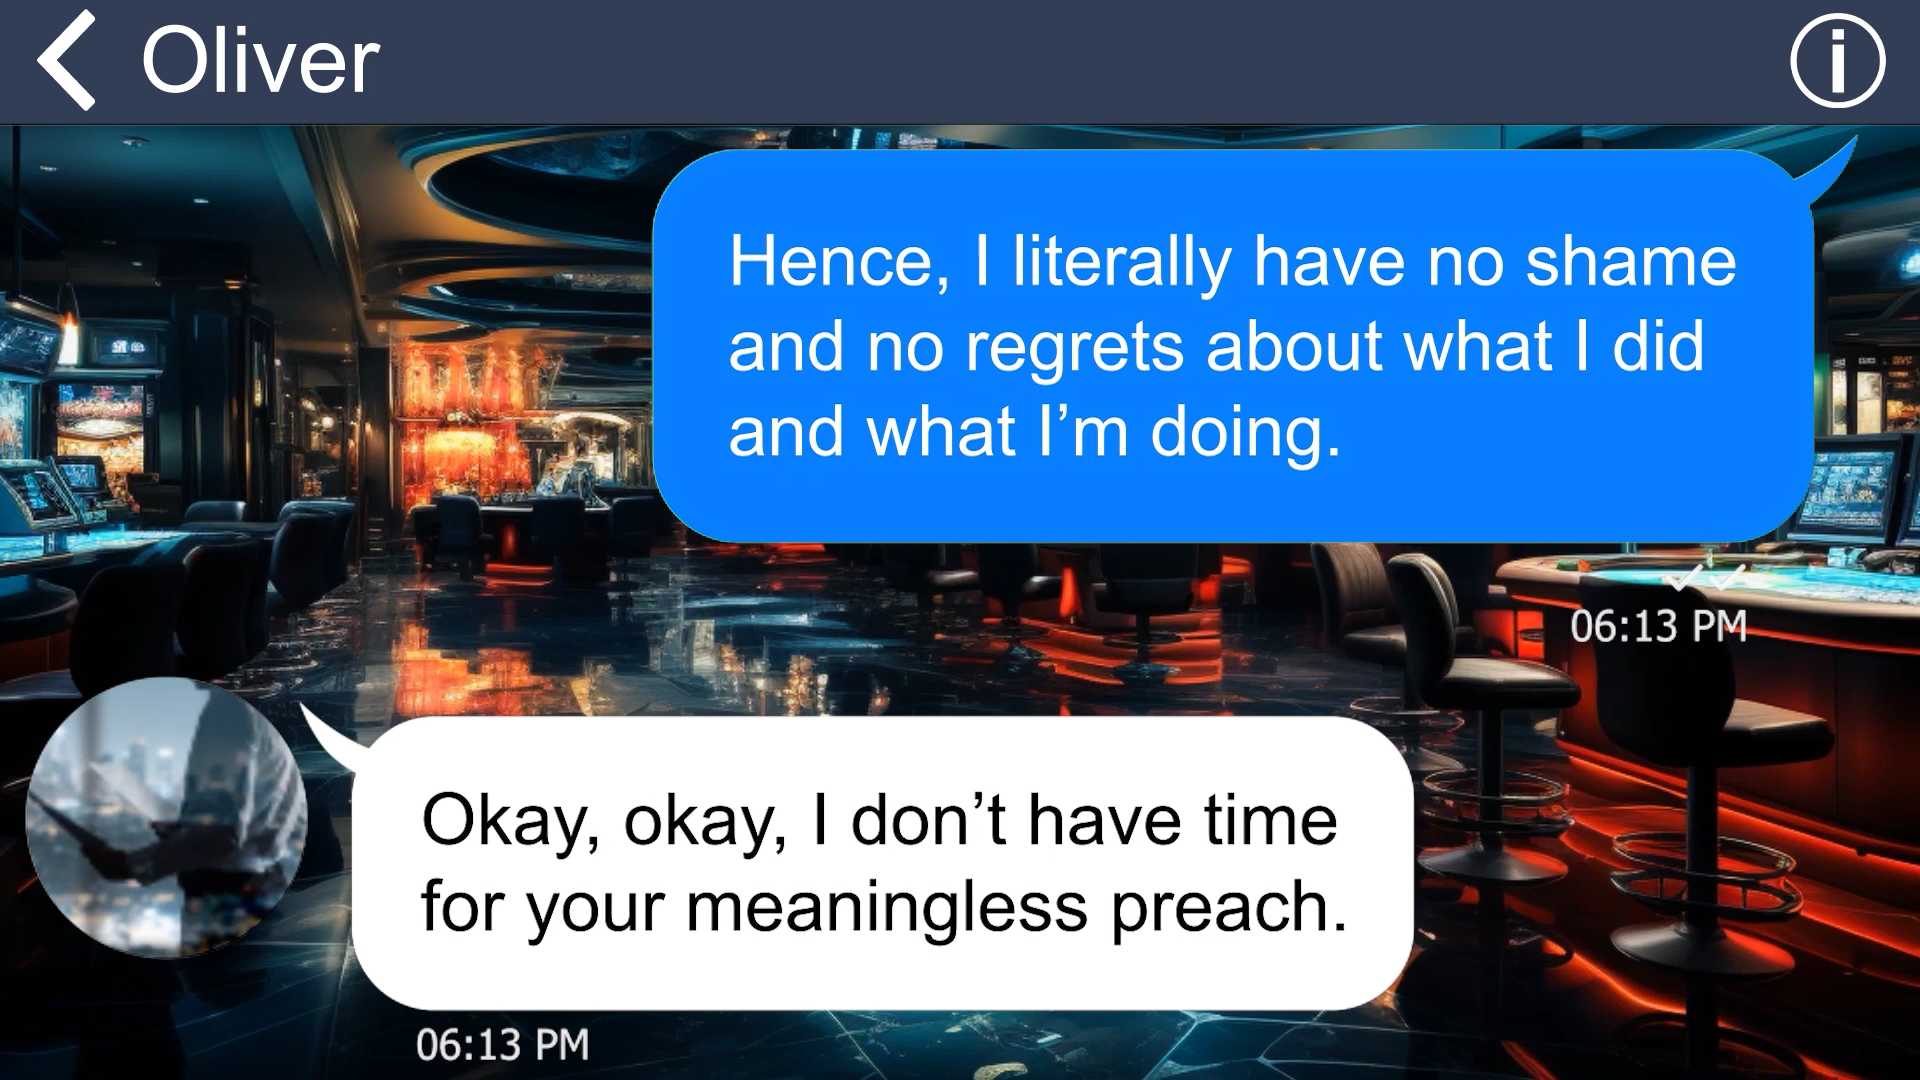 Oliver
Hence, I literally have no shame
and no regrets about what I did
and what I’m doing.
06:13 PM
Okay, okay, I don’t have time
for your meaningless preach.
06:13 PM